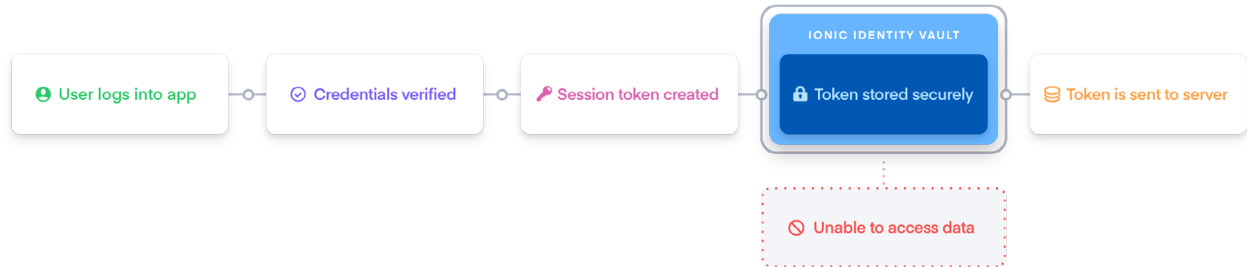 User logs into app
Credentials verified
Session token created
IONIC IDENTITY VAULT
Token stored securely
Token is sent to server
Unable to access data